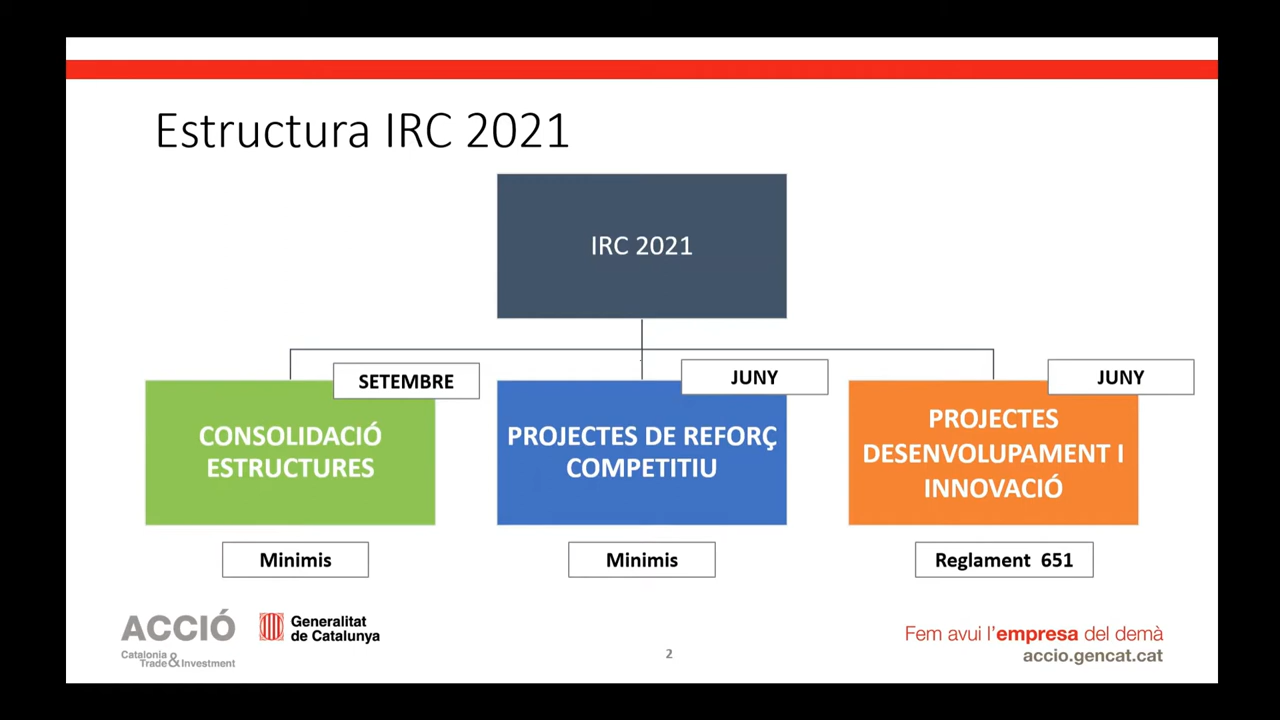 Estructura IRC 2021
IRC 2021
SETEMBRE
JUNY
JUNY
CONSOLIDACIÓ
ESTRUCTURES
PROJECTES DE REFORÇ
COMPETITIU
PROJECTES
DESENVOLUPAMENT I
INNOVACIÓ
Minimis
Minimis
Reglament 651
ACCIÓ
Catalonia
Trade & Investment
Generalitat
de Catalunya
2
Fem avui l'empresa del demà
accio.gencat.cat